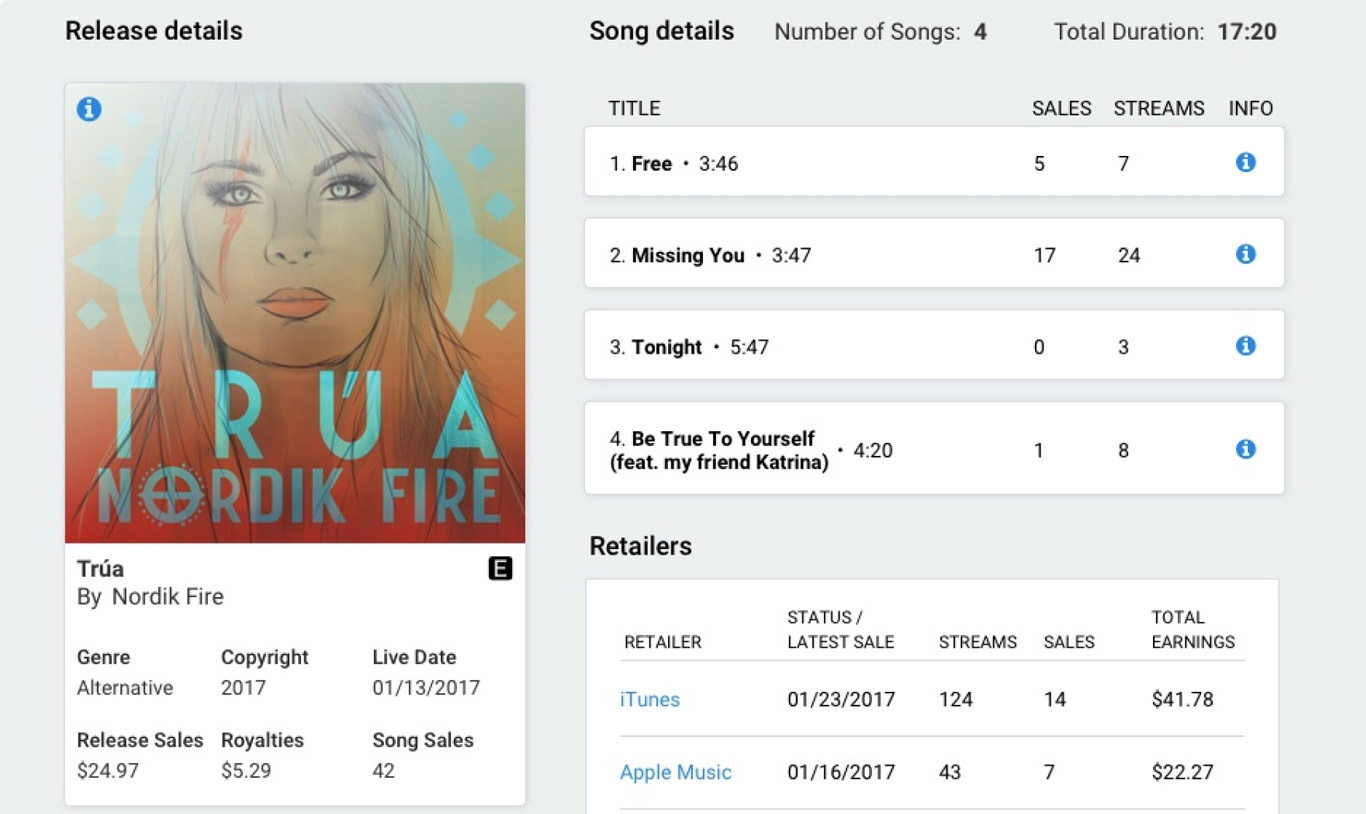 Release details
TRÚA
NORDIK FIRE
Trúa
E
By Nordik Fire
Genre Copyright Live Date
Alternative 2017 01/13/2017
Release Sales Royalties Song Sales
$24.97 $5.29 42
Song details Number of Songs: 4 Total Duration: 17:20
TITLE SALES STREAMS INFO
1. Free • 3:46 5 7
2. Missing You • 3:47 17 24
3. Tonight • 5:47 0 3
4. Be True To Yourself
(feat. my friend Katrina) • 4:20 1 8
Retailers
RETAILER STATUS / LATEST SALE STREAMS SALES TOTAL EARNINGS
iTunes 01/23/2017 124 14 $41.78
Apple Music 01/16/2017 43 7 $22.27